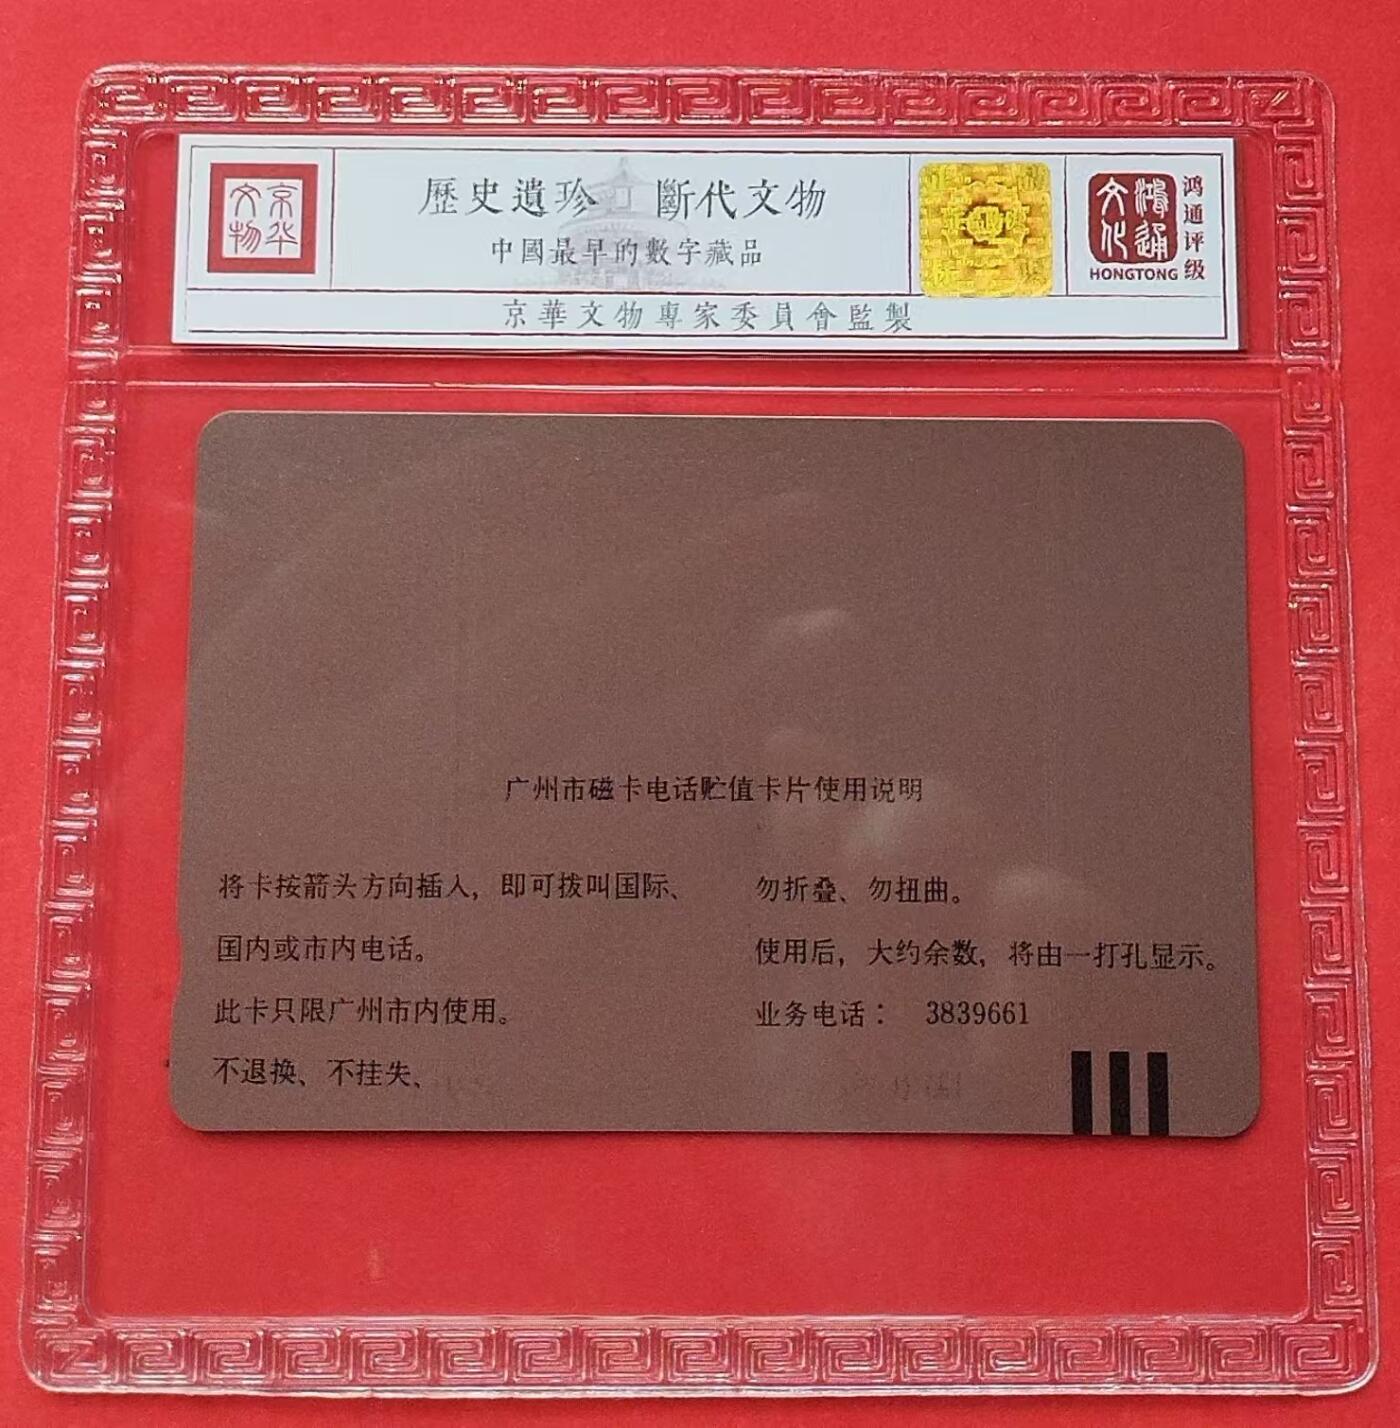 京华文物
歷史遺珍 斷代文物
中國最早的數字藏品
京華文物專家委員會監製
鸿通文化
HONGTONG
鸿通评级
广州市磁卡电话贮值卡片使用说明
将卡按箭头方向插入，即可拨叫国际、
国内或市内电话。
此卡只限广州市内使用。
不退换、不挂失、
勿折叠、勿扭曲。
使用后，大约余数，将由一打孔显示。
业务电话： 3839661